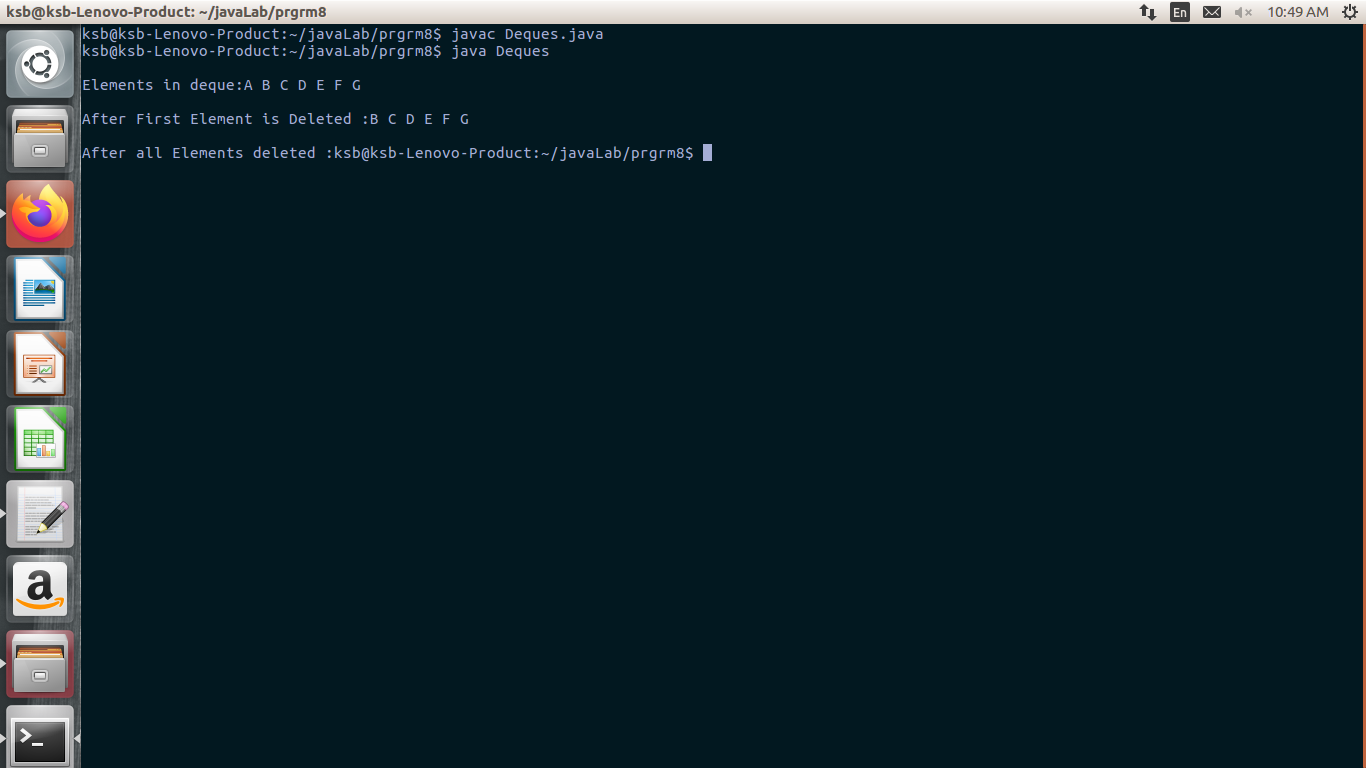 ksb@ksb-Lenovo-Product: ~/javaLab/prgrm8
En
10:49 AM
ksb@ksb-Lenovo-Product:~/javaLab/prgrm8$ javac Deques.java
ksb@ksb-Lenovo-Product:~/javaLab/prgrm8$ java Deques
Elements in deque:A B C D E F G
After First Element is Deleted :B C D E F G
After all Elements deleted :ksb@ksb-Lenovo-Product:~/javaLab/prgrm8$
a
>_